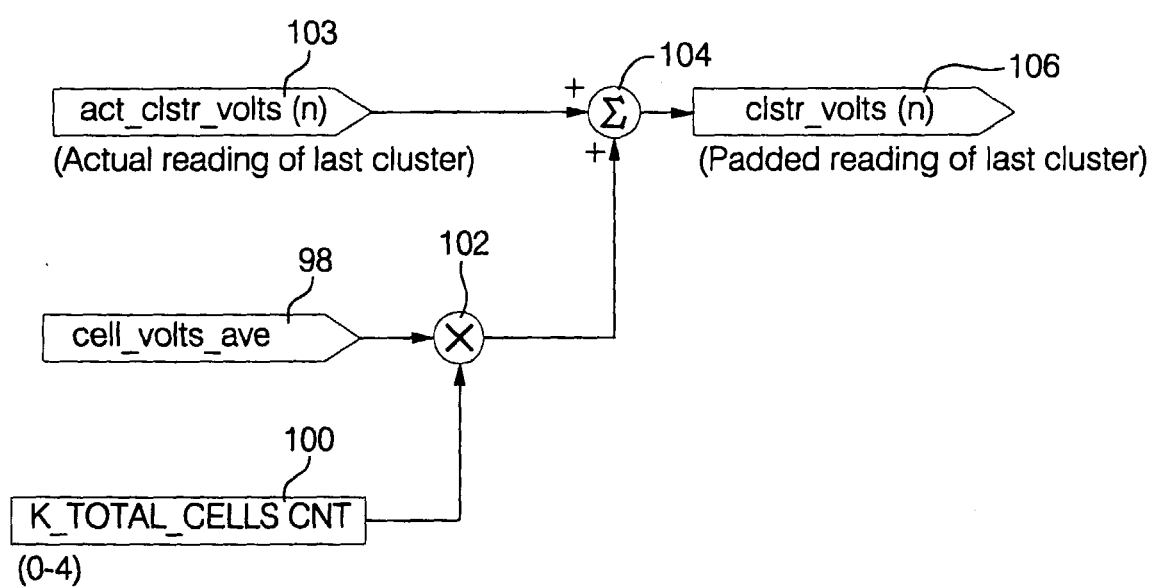 103
act_clstr_volts (n)
(Actual reading of last cluster)
+
+
Σ
104
clstr_volts (n)
106
(Padded reading of last cluster)
98
cell_volts_ave
102
×
100
K_TOTAL_CELLS CNT
(0-4)